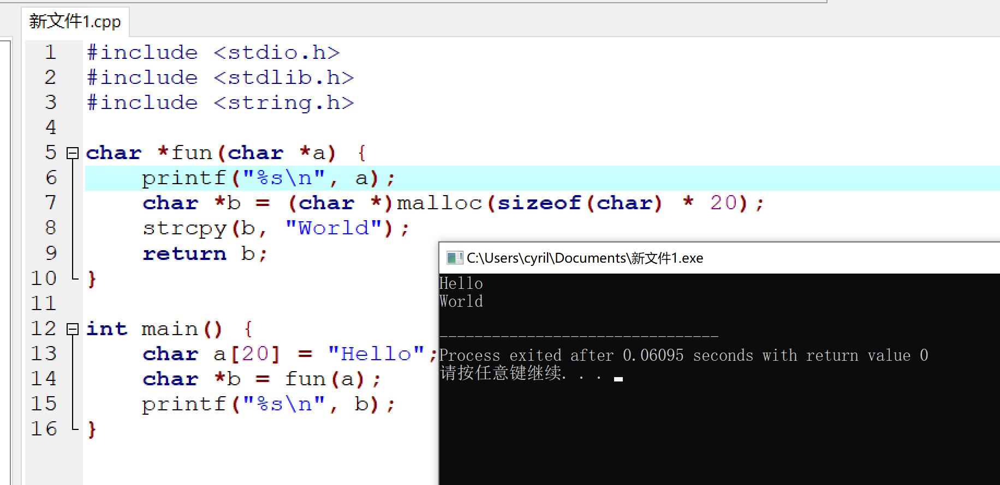 新文件1.cpp
1 #include <stdio.h>
2 #include <stdlib.h>
3 #include <string.h>
4
5 char *fun(char *a) {
6     printf("%s\n", a);
7     char *b = (char *)malloc(sizeof(char) * 20);
8     strcpy(b, "World");
9     return b;
10 }
11
12 int main() {
13     char a[20] = "Hello";
14     char *b = fun(a);
15     printf("%s\n", b);
16 }
C:\Users\cyril\Documents\新文件1.exe
Hello
World
--------------------------------
Process exited after 0.06095 seconds with return value 0
请按任意键继续. . .